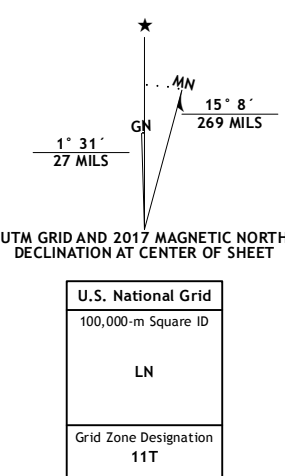 ★
MN
GN
15° 8´
269 MILS
1° 31´
27 MILS
UTM GRID AND 2017 MAGNETIC NORTH
DECLINATION AT CENTER OF SHEET
U.S. National Grid
100,000-m Square ID
LN
Grid Zone Designation
11T